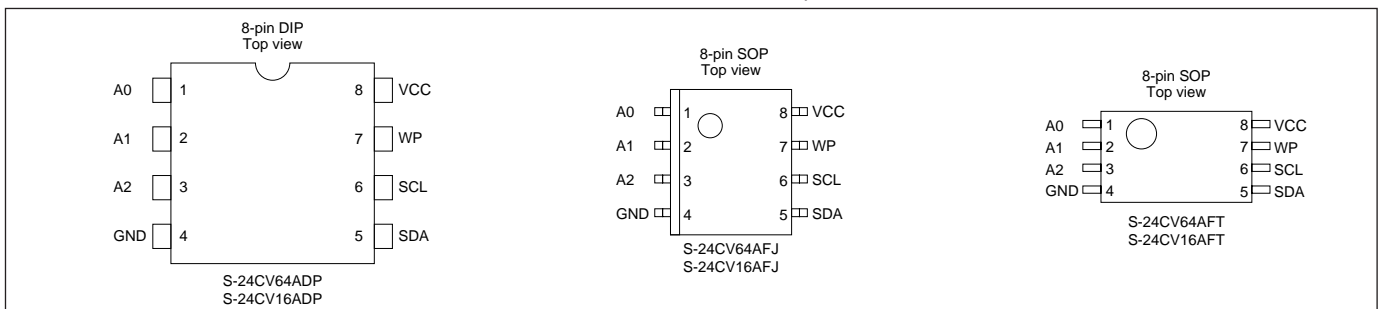 8-pin DIP
Top view
A0 1 8 VCC
A1 2 7 WP
A2 3 6 SCL
GND 4 5 SDA
S-24CV64ADP
S-24CV16ADP
8-pin SOP
Top view
A0 1 8 VCC
A1 2 7 WP
A2 3 6 SCL
GND 4 5 SDA
S-24CV64AFJ
S-24CV16AFJ
8-pin SOP
Top view
A0 1 8 VCC
A1 2 7 WP
A2 3 6 SCL
GND 4 5 SDA
S-24CV64AFT
S-24CV16AFT